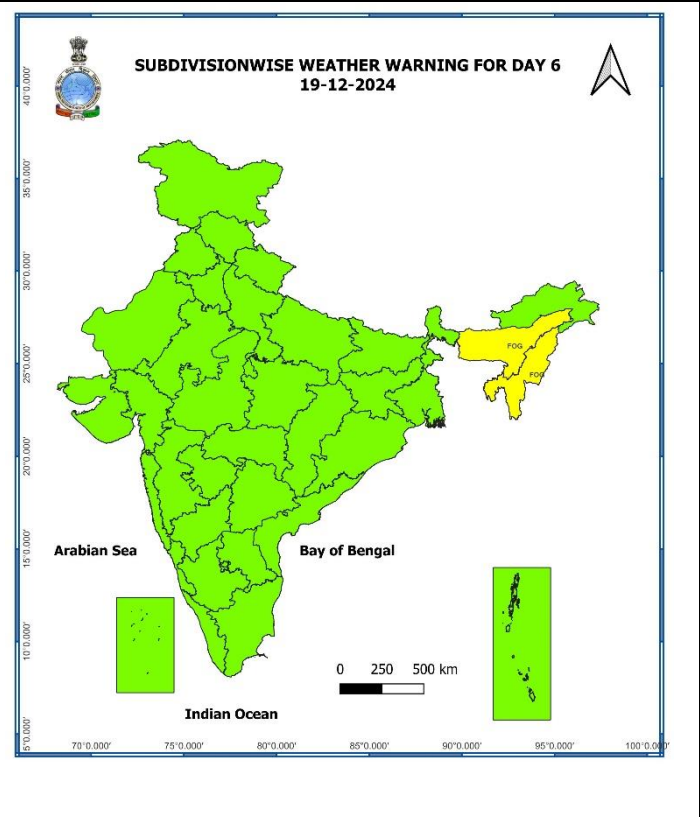 SUBDIVISIONWISE WEATHER WARNING FOR DAY 6
19-12-2024
40°0.000'
35°0.000'
30°0.000'
25°0.000'
20°0.000'
15°0.000'
10°0.000'
5°0.000'
FOG
FOG
Arabian Sea
Bay of Bengal
0 250 500 km
Indian Ocean
70°0.000' 75°0.000' 80°0.000' 85°0.000' 90°0.000' 95°0.000' 100°0.000'